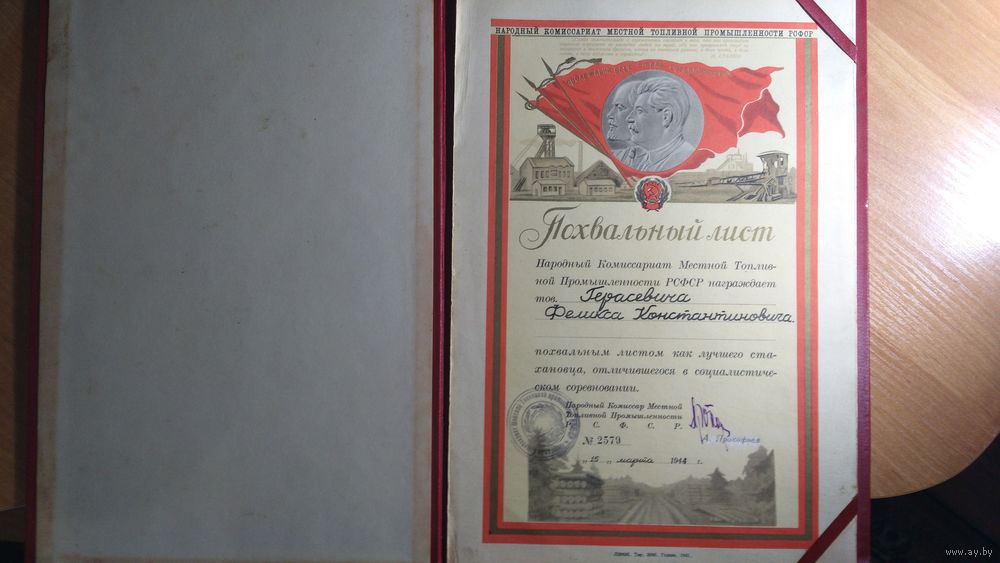 НАРОДНЫЙ КОМИССАРИАТ МЕСТНОЙ ТОПЛИВНОЙ ПРОМЫШЛЕННОСТИ РСФСР
И. СТАЛИН
Похвальный лист
Народный Комиссариат Местной Топлив-
ной Промышленности РСФСР награждает
тов. Герасевича
Феликса Константиновича.
похвальным листом как лучшего ста-
хановца, отличившегося в социалистиче-
ском соревновании.
Народный Комиссар Местной
Топливной Промышленности
Р. С. Ф. С. Р.
А. Прокофьев
№ 2579
„15„ марта 1944 г.
www.ay.by